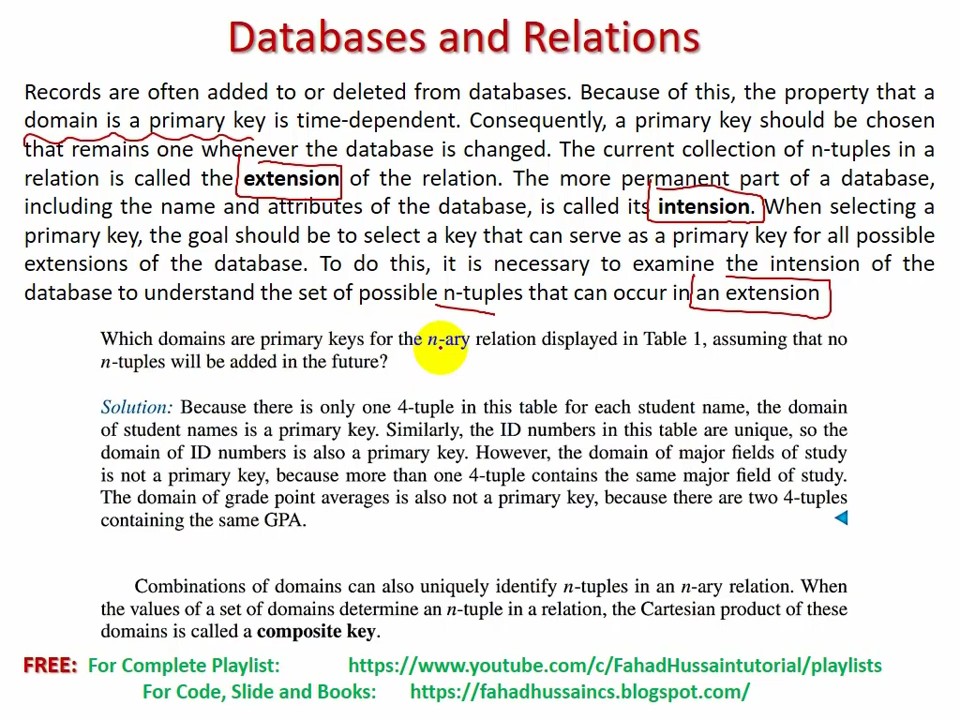 Databases and Relations
Records are often added to or deleted from databases. Because of this, the property that a
domain is a primary key is time-dependent. Consequently, a primary key should be chosen
that remains one whenever the database is changed. The current collection of n-tuples in a
relation is called the extension of the relation. The more permanent part of a database,
including the name and attributes of the database, is called its intension. When selecting a
primary key, the goal should be to select a key that can serve as a primary key for all possible
extensions of the database. To do this, it is necessary to examine the intension of the
database to understand the set of possible n-tuples that can occur in an extension
Which domains are primary keys for the n-ary relation displayed in Table 1, assuming that no
n-tuples will be added in the future?
Solution: Because there is only one 4-tuple in this table for each student name, the domain
of student names is a primary key. Similarly, the ID numbers in this table are unique, so the
domain of ID numbers is also a primary key. However, the domain of major fields of study
is not a primary key, because more than one 4-tuple contains the same major field of study.
The domain of grade point averages is also not a primary key, because there are two 4-tuples
containing the same GPA.
Combinations of domains can also uniquely identify n-tuples in an n-ary relation. When
the values of a set of domains determine an n-tuple in a relation, the Cartesian product of these
domains is called a composite key.
FREE: For Complete Playlist: https://www.youtube.com/c/FahadHussaintutorial/playlists
For Code, Slide and Books: https://fahadhussaincs.blogspot.com/